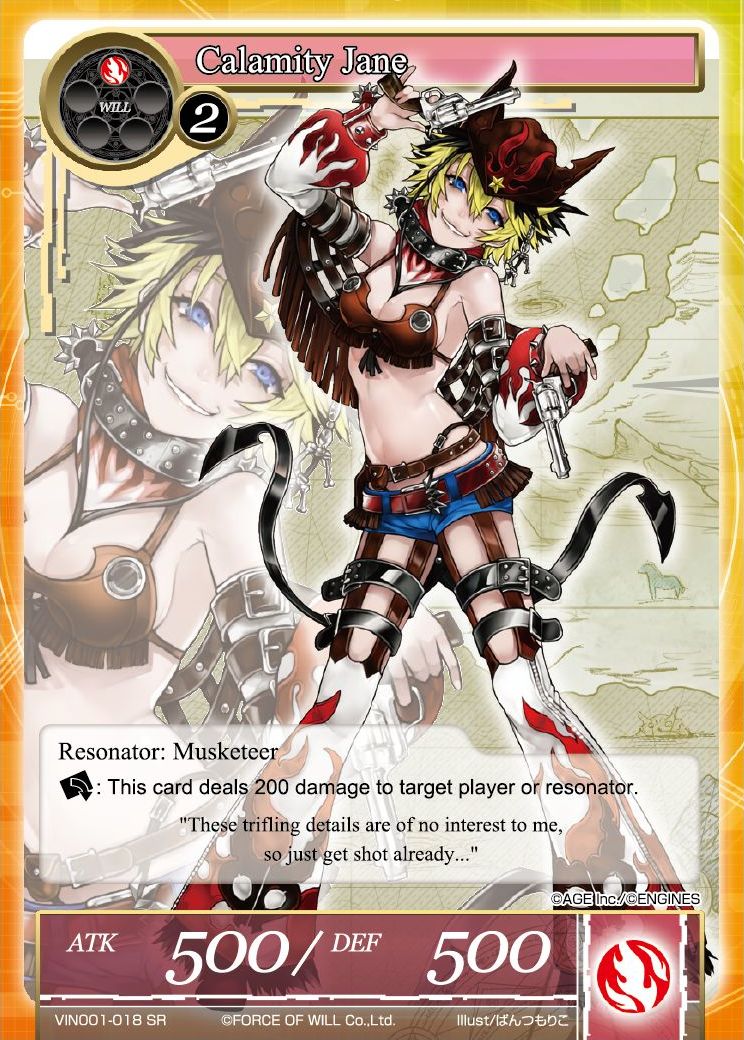 Calamity Jane
WILL
2
Resonator: Musketeer
: This card deals 200 damage to target player or resonator.
"These trifling details are of no interest to me,
so just get shot already..."
©AGE Inc./©ENGINES
ATK 500/ DEF 500
VIN001-018 SR ©FORCE OF WILL Co.,Ltd. Illust/ばんつもりこ